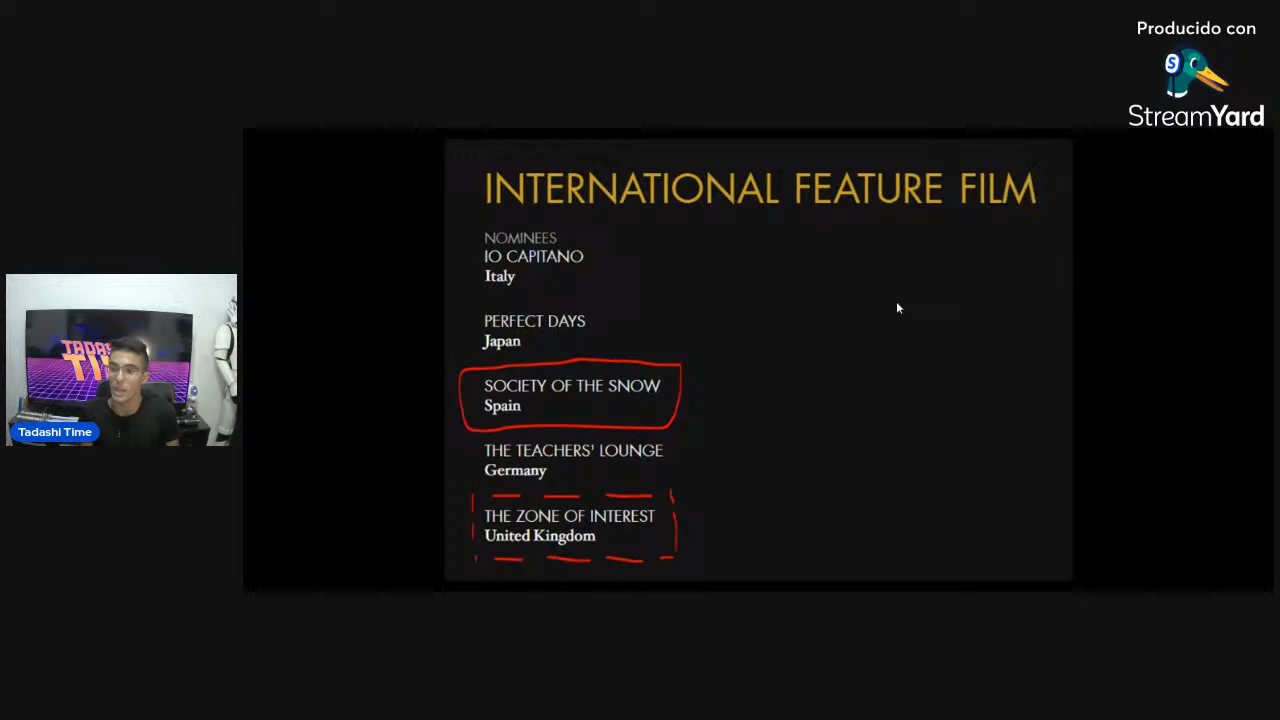 Producido con
StreamYard
INTERNATIONAL FEATURE FILM
NOMINEES
IO CAPITANO
Italy
PERFECT DAYS
Japan
SOCIETY OF THE SNOW
Spain
THE TEACHERS' LOUNGE
Germany
THE ZONE OF INTEREST
United Kingdom
Tadashi Time